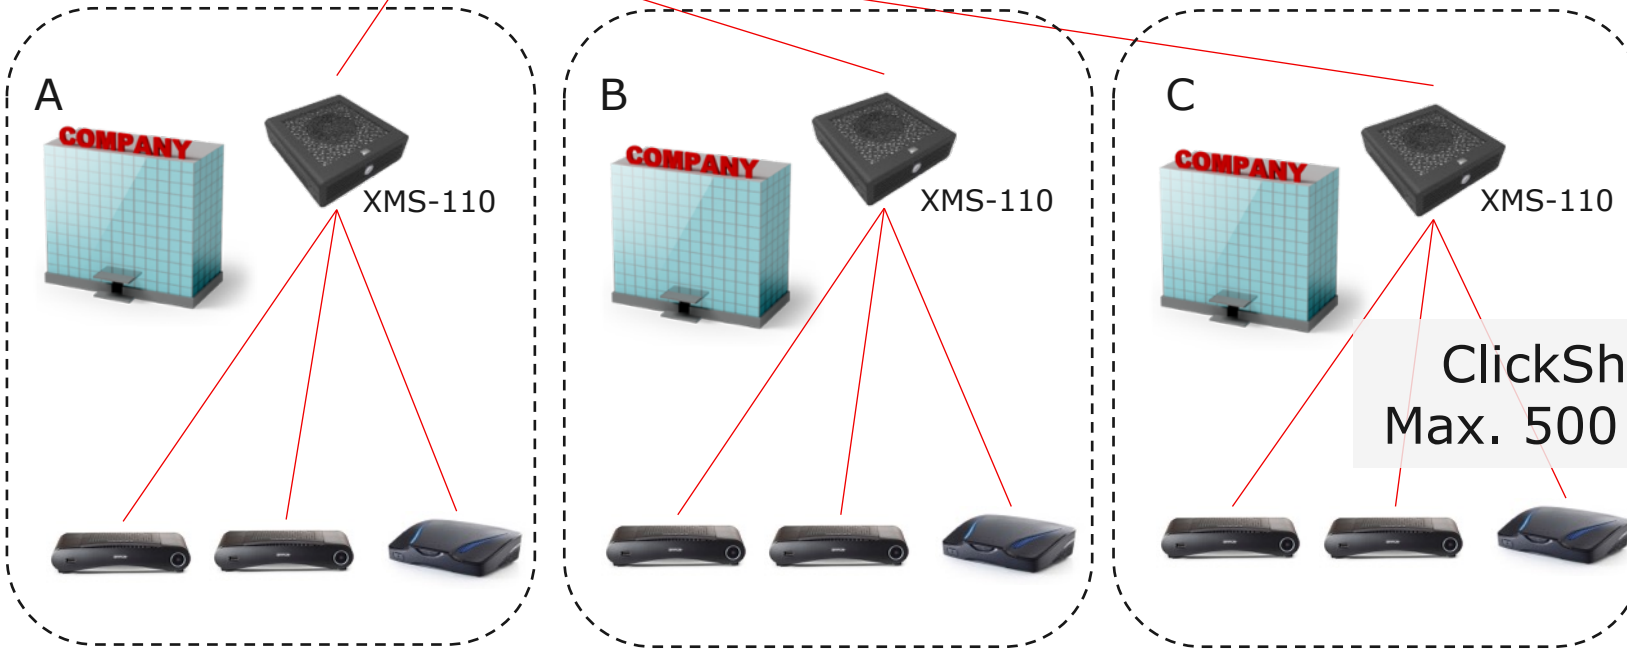 A
COMPANY
XMS-110
B
COMPANY
XMS-110
C
COMPANY
XMS-110
ClickSh
Max. 500